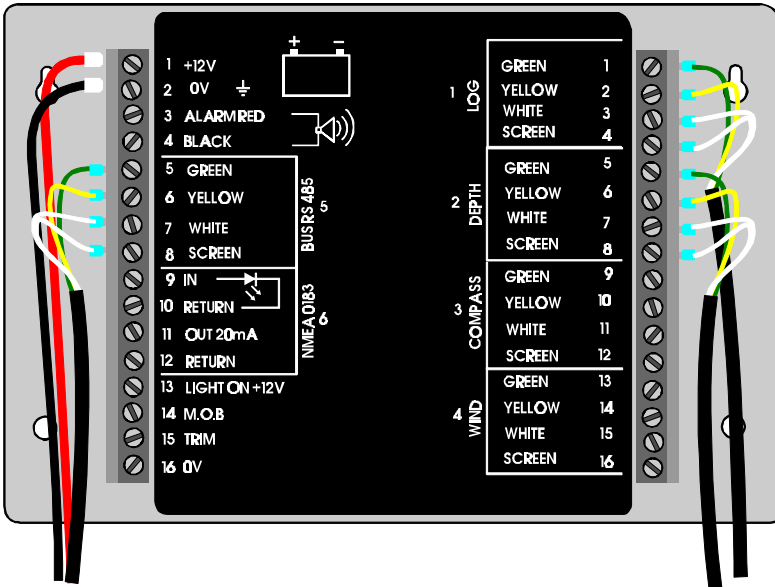 + -
1 +12V
2 0V
3 ALARM RED
4 BLACK
5 GREEN
6 YELLOW
7 WHITE
8 SCREEN
BUS RS 485
5
9 IN
10 RETURN
11 OUT 20mA
12 RETURN
NMEA 0183
6
13 LIGHT ON +12V
14 M.O.B
15 TRIM
16 0V
1 LOG
GREEN 1
YELLOW 2
WHITE 3
SCREEN 4
2 DEPTH
GREEN 5
YELLOW 6
WHITE 7
SCREEN 8
3 COMPASS
GREEN 9
YELLOW 10
WHITE 11
SCREEN 12
4 WIND
GREEN 13
YELLOW 14
WHITE 15
SCREEN 16